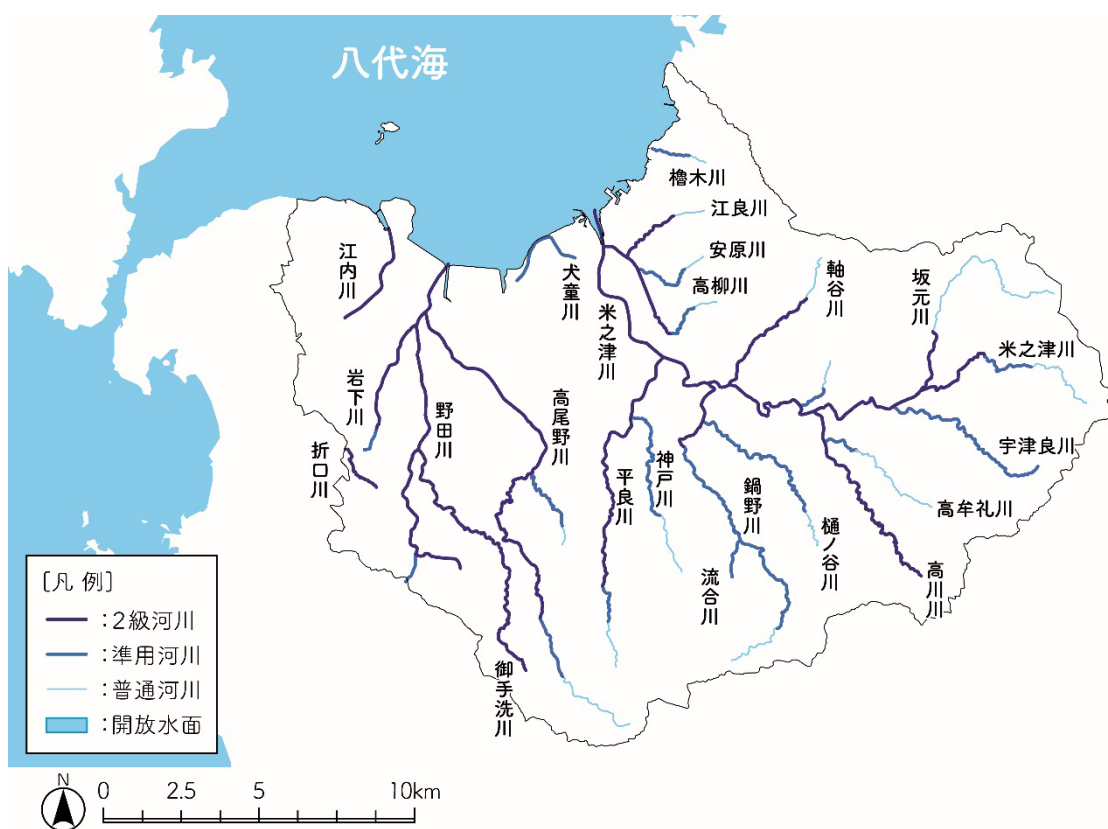 八代海
櫓木川
江良川
安原川
高柳川
江内川
犬童川
米之津川
軸谷川
坂元川
米之津川
岩下川
野田川
高尾野川
折口川
平良川
神戸川
鍋野川
宇津良川
高牟礼川
樋ノ谷川
流合川
高川川
御手洗川
[凡 例]
:2級河川
:準用河川
:普通河川
:開放水面
N
0 2.5 5 10km